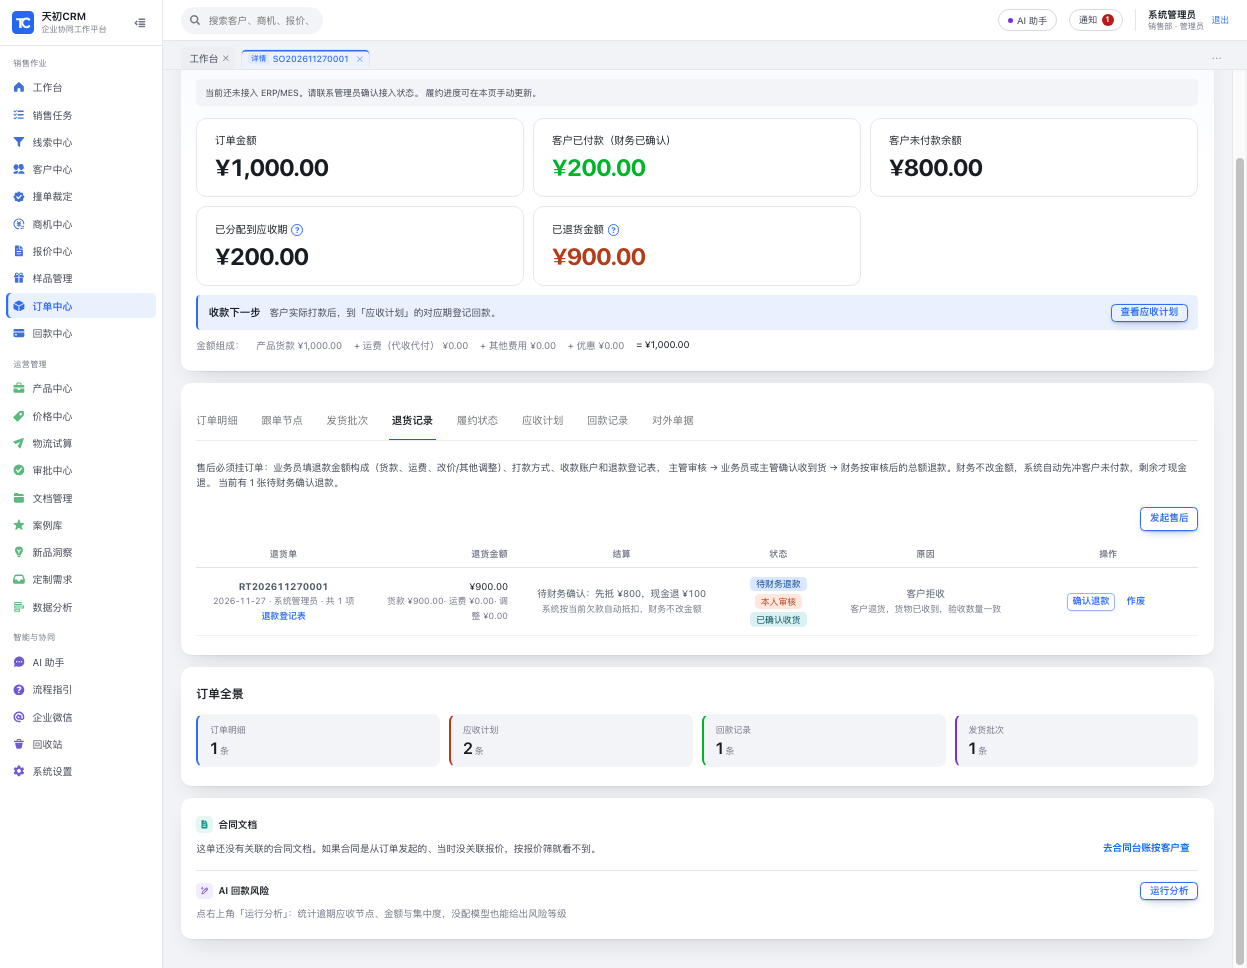 天初CRM
企业协同工作平台
搜索客户、商机、报价、
AI 助手
通知 1
系统管理员
销售部 · 管理员
退出
工作台 ×
详情 SO202611270001 ×
...
销售作业
工作台
销售任务
线索中心
客户中心
撞单裁定
商机中心
报价中心
样品管理
订单中心
回款中心
运营管理
产品中心
价格中心
物流试算
审批中心
文档管理
案例库
新品洞察
定制需求
数据分析
智能与协同
AI 助手
流程指引
企业微信
回收站
系统设置
当前还未接入 ERP/MES。请联系管理员确认接入状态。 履约进度可在本页手动更新。
订单金额
¥1,000.00
客户已付款（财务已确认）
¥200.00
客户未付款余额
¥800.00
已分配到应收期 ?
¥200.00
已退货金额 ?
¥900.00
收款下一步 客户实际打款后，到「应收计划」的对应期登记回款。
查看应收计划
金额组成： 产品货款 ¥1,000.00 + 运费（代收代付） ¥0.00 + 其他费用 ¥0.00 + 优惠 ¥0.00 = ¥1,000.00
订单明细 跟单节点 发货批次 退货记录 履约状态 应收计划 回款记录 对外单据
售后必须挂订单：业务员填退款金额构成（货款、运费、改价/其他调整）、打款方式、收款账户和退款登记表， 主管审核 → 业务员或主管确认收到货 → 财务按审核后的总额退款。财务不改金额，系统自动先冲客户未付款，剩余才现金
退。 当前有 1 张待财务确认退款。
发起售后
退货单 退货金额 结算 状态 原因 操作
RT202611270001
2026-11-27 · 系统管理员 · 共 1 项
退款登记表
¥900.00
货款 ¥900.00· 运费 ¥0.00· 调
整 ¥0.00
待财务确认：先抵 ¥800，现金退 ¥100
系统按当前欠款自动抵扣，财务不改金额
待财务退款
本人审核
已确认收货
客户拒收
客户退货，货物已收到，验收数量一致
确认退款 作废
订单全景
订单明细
1 条
应收计划
2 条
回款记录
1 条
发货批次
1 条
合同文档
这单还没有关联的合同文档。如果合同是从订单发起的、当时没关联报价，按报价筛就看不到。
去合同台账按客户查
AI 回款风险
运行分析
点右上角「运行分析」：统计逾期应收节点、金额与集中度，没配模型也能给出风险等级